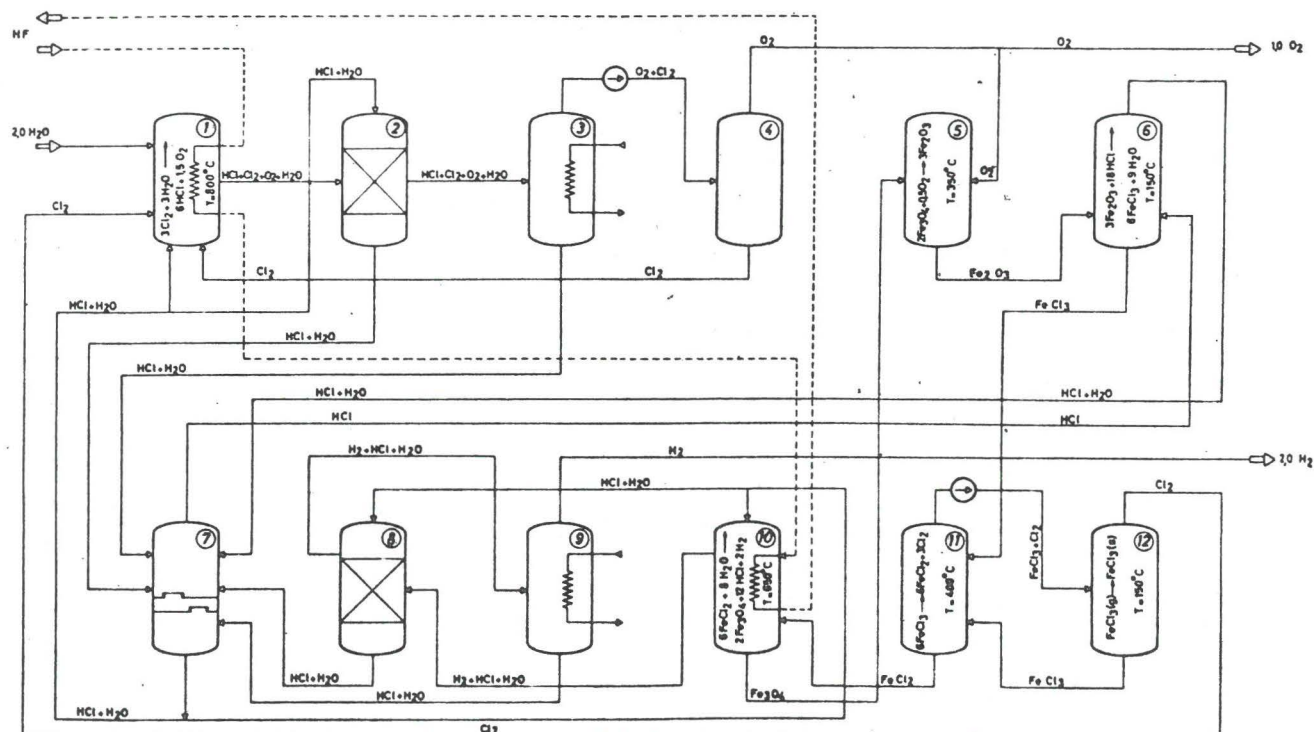 HF
2,0 H2O
HCl+H2O
O2+Cl2
O2
O2
1,0 O2
1
3Cl2+3H2O
6HCl+1,5O2
T=800°C
2
3
4
5
2Fe3O4+0,5O2 3Fe2O3
T=350°C
6
3Fe2O3+18HCl
6FeCl3+9H2O
T=150°C
HCl+Cl2+O2+H2O
HCl+Cl2+O2+H2O
O2
Cl2
Cl2
Cl2
Fe2O3
FeCl3
HCl+H2O
HCl+H2O
HCl+H2O
HCl+H2O
HCl+H2O
HCl
HCl
H2+HCl+H2O
H2
2,0 H2
HCl+H2O
Cl2
7
8
9
10
6FeCl2+8H2O
2Fe3O4+12HCl+2H2
T=650°C
11
6FeCl3 6FeCl2+3Cl2
T=400°C
FeCl3+Cl2
12
FeCl3(g) FeCl3(s)
T=150°C
HCl+H2O
H2+HCl+H2O
HCl+H2O
Fe3O4
FeCl2
FeCl3
HCl+H2O
Cl2